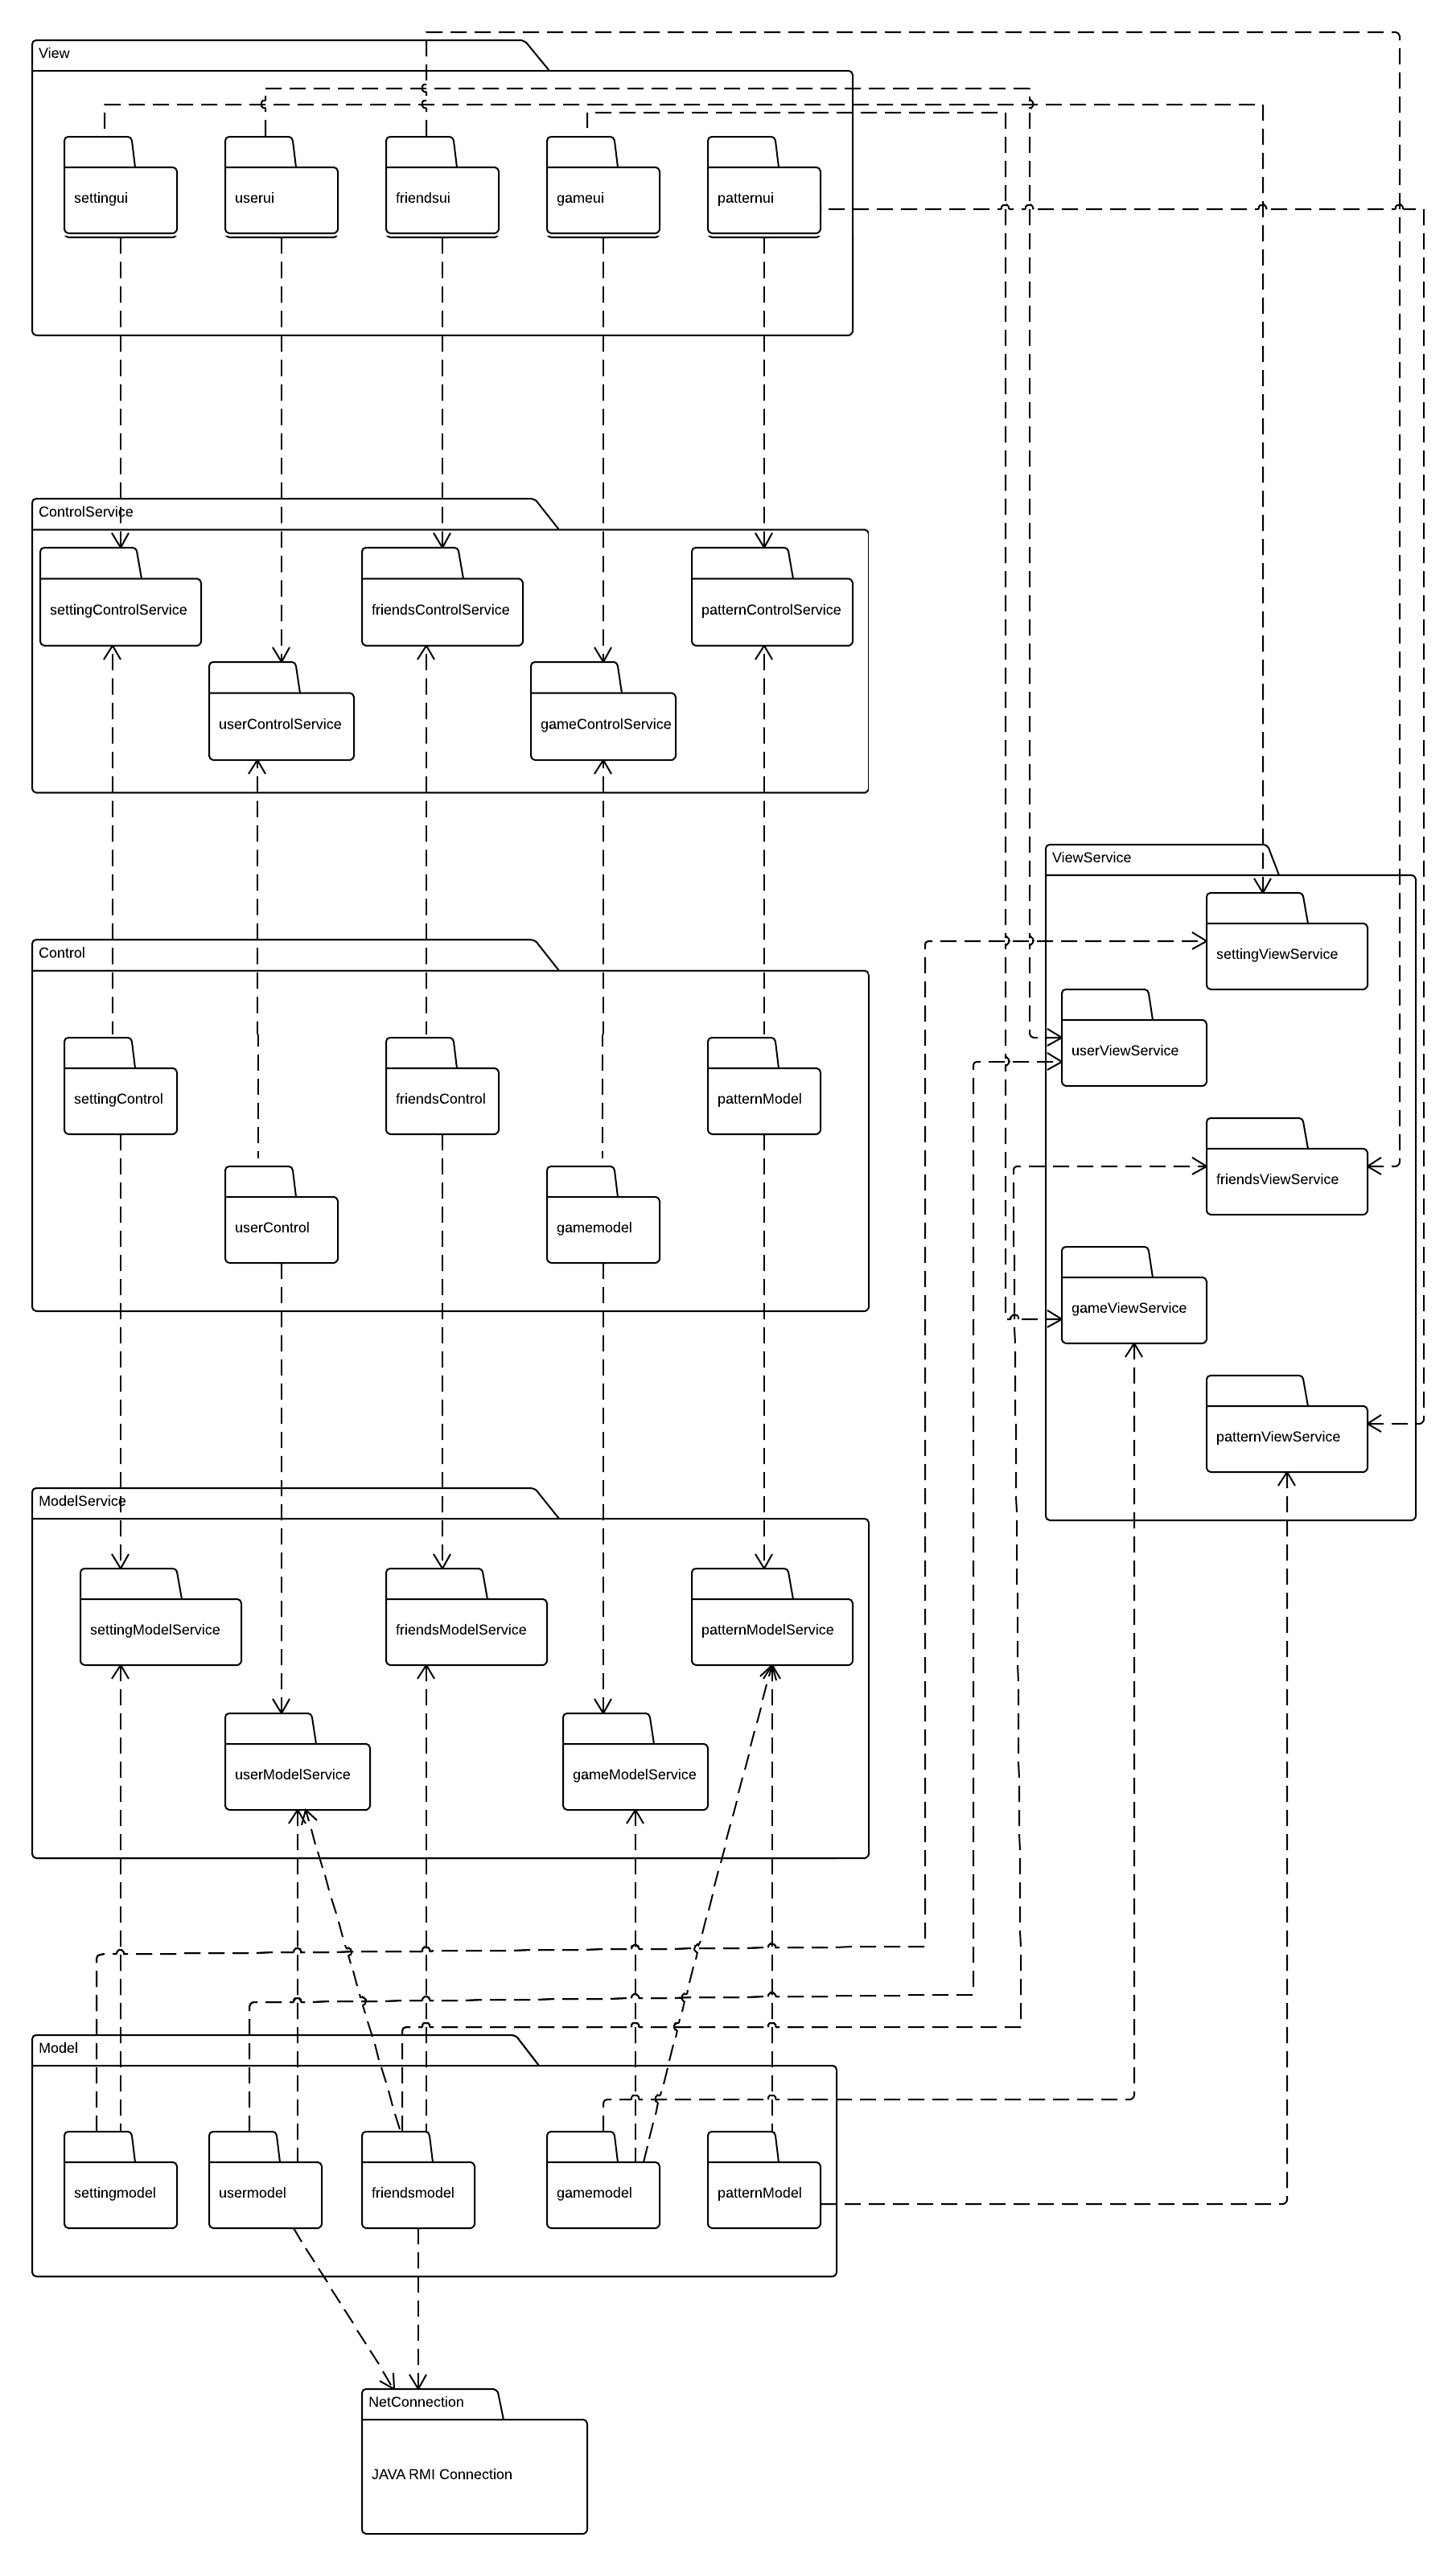 View
settingui
userui
friendsui
gameui
patternui
ControlService
settingControlService
friendsControlService
patternControlService
userControlService
gameControlService
ViewService
settingViewService
userViewService
friendsViewService
gameViewService
patternViewService
Control
settingControl
friendsControl
patternModel
userControl
gamemodel
ModelService
settingModelService
friendsModelService
patternModelService
userModelService
gameModelService
Model
settingmodel
usermodel
friendsmodel
gamemodel
patternModel
NetConnection
JAVA RMI Connection